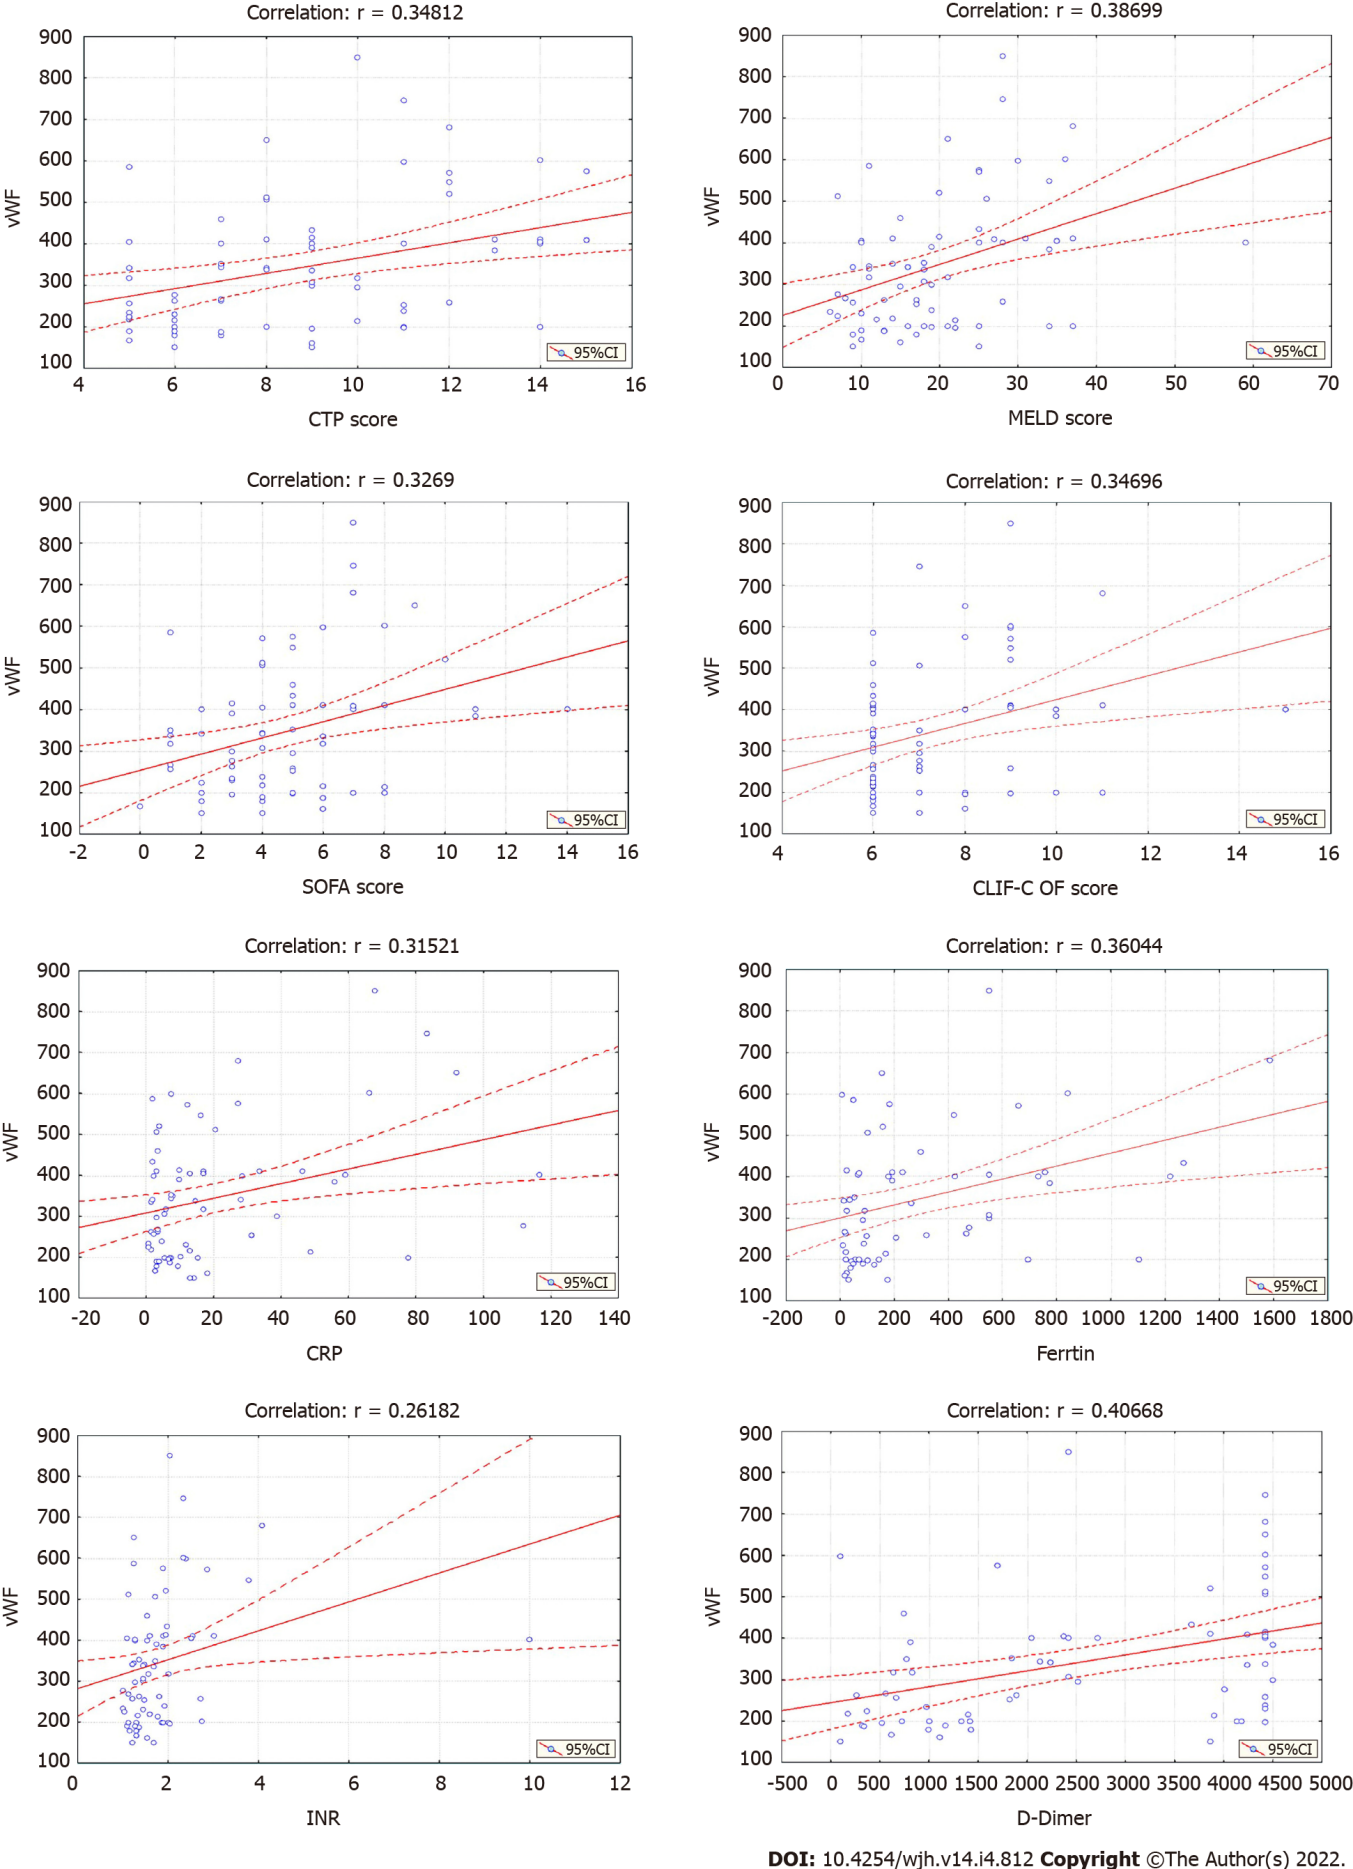 Correlation: r = 0.34812
900
800
700
600
500
400
300
200
100
vWF
4 6 8 10 12 14 16
CTP score
95%CI
Correlation: r = 0.38699
900
800
700
600
500
400
300
200
100
vWF
0 10 20 30 40 50 60 70
MELD score
95%CI
Correlation: r = 0.3269
900
800
700
600
500
400
300
200
100
vWF
-2 0 2 4 6 8 10 12 14 16
SOFA score
95%CI
Correlation: r = 0.34696
900
800
700
600
500
400
300
200
100
vWF
4 6 8 10 12 14 16
CLIF-C OF score
95%CI
Correlation: r = 0.31521
900
800
700
600
500
400
300
200
100
vWF
-20 0 20 40 60 80 100 120 140
CRP
95%CI
Correlation: r = 0.36044
900
800
700
600
500
400
300
200
100
vWF
-200 0 200 400 600 800 1000 1200 1400 1600 1800
Ferrtin
95%CI
Correlation: r = 0.26182
900
800
700
600
500
400
300
200
100
vWF
0 2 4 6 8 10 12
INR
95%CI
Correlation: r = 0.40668
900
800
700
600
500
400
300
200
100
vWF
-500 0 500 1000 1500 2000 2500 3000 3500 4000 4500 5000
D-Dimer
95%CI
DOI: 10.4254/wjh.v14.i4.812 Copyright ©The Author(s) 2022.